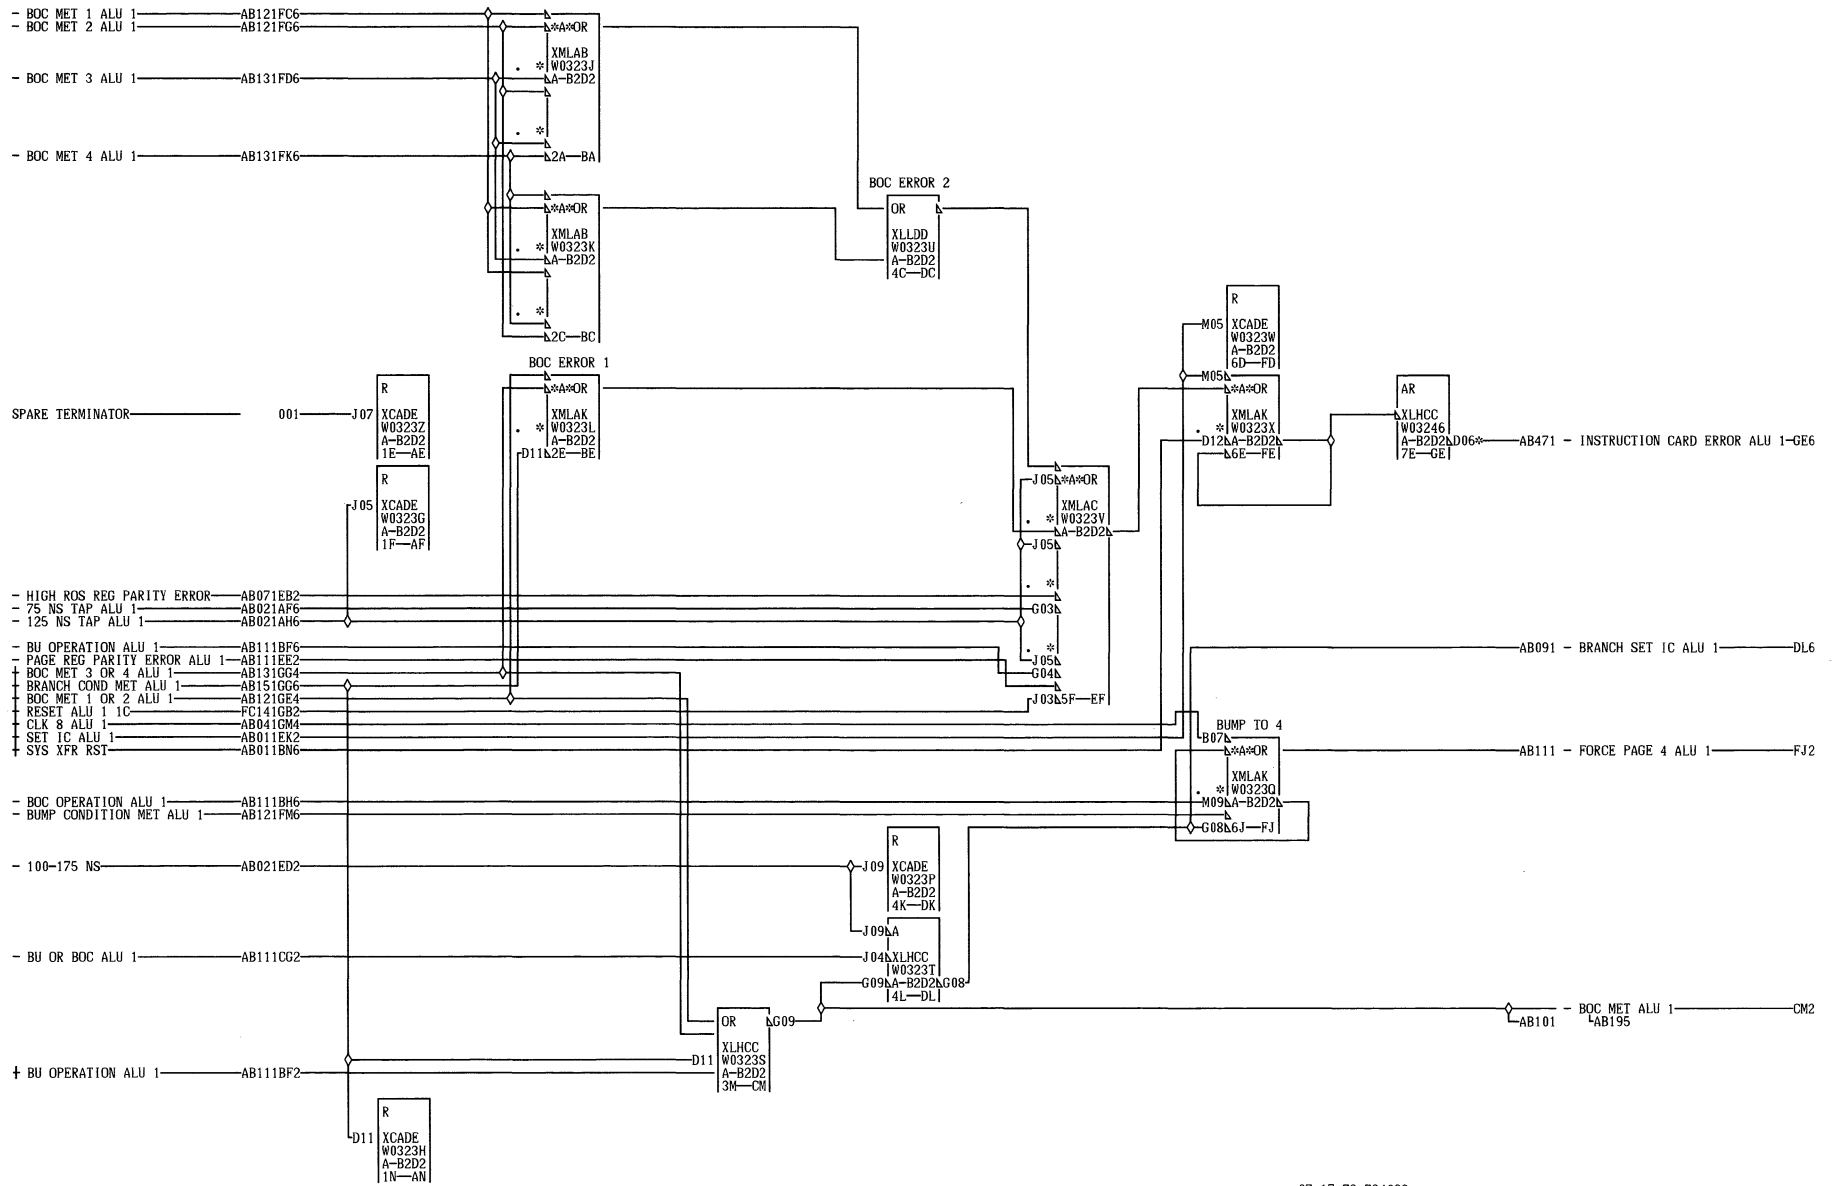 - BOC MET 1 ALU 1 AB121FC6
- BOC MET 2 ALU 1 AB121FG6
*A*OR
XMLAB
. * W0323J
- BOC MET 3 ALU 1 AB131FD6
A-B2D2
. *
- BOC MET 4 ALU 1 AB131FK6
2A BA
BOC ERROR 2
*A*OR
OR
XMLAB
. * W0323K
A-B2D2
XLLDD
W0323U
A-B2D2
4C DC
. *
2C BC
R
M05 XCADE
W0323W
A-B2D2
6D FD
BOC ERROR 1
R
*A*OR
M05
*A*OR
AR
SPARE TERMINATOR 001 J07 XCADE
W0323Z
A-B2D2
1E AE
XMLAK
. * W0323L
A-B2D2
D11 2E BE
XMLAK
. * W0323X
D12 A-B2D2
6E FE
XLHCC
W03246
A-B2D2 D06* AB471 - INSTRUCTION CARD ERROR ALU 1 GE6
7E GE
R
J05 XCADE
W0323G
A-B2D2
1F AF
J05 *A*OR
XMLAC
. * W0323V
A-B2D2
J05
. *
- HIGH ROS REG PARITY ERROR AB071EB2
- 75 NS TAP ALU 1 AB021AF6 G03
- 125 NS TAP ALU 1 AB021AH6
. *
- BU OPERATION ALU 1 AB111BF6
AB091 - BRANCH SET IC ALU 1 DL6
- PAGE REG PARITY ERROR ALU 1 AB111EE2 J05
+ BOC MET 3 OR 4 ALU 1 AB131GG4 G04
+ BRANCH COND MET ALU 1 AB151GG6
+ BOC MET 1 OR 2 ALU 1 AB121GE4 J03 5F EF
+ RESET ALU 1 1C FC141GB2
+ CLK 8 ALU 1 AB041GM4
BUMP TO 4
+ SET IC ALU 1 AB011EK2 B07
+ SYS XFR RST AB011BN6 *A*OR AB111 - FORCE PAGE 4 ALU 1 FJ2
XMLAK
. * W0323Q
- BOC OPERATION ALU 1 AB111BH6 M09 A-B2D2
- BUMP CONDITION MET ALU 1 AB121FM6
G08 6J FJ
R
- 100-175 NS AB021ED2 J09 XCADE
W0323P
A-B2D2
4K DK
J09 A
- BU OR BOC ALU 1 AB111CG2 J04 XLHCC
W0323T
G09 A-B2D2 G08
4L DL
- BOC MET ALU 1 CM2
OR G09
AB101 AB195
XLHCC
D11 W0323S
+ BU OPERATION ALU 1 AB111BF2 A-B2D2
3M CM
R
D11 XCADE
W0323H
A-B2D2
1N AN